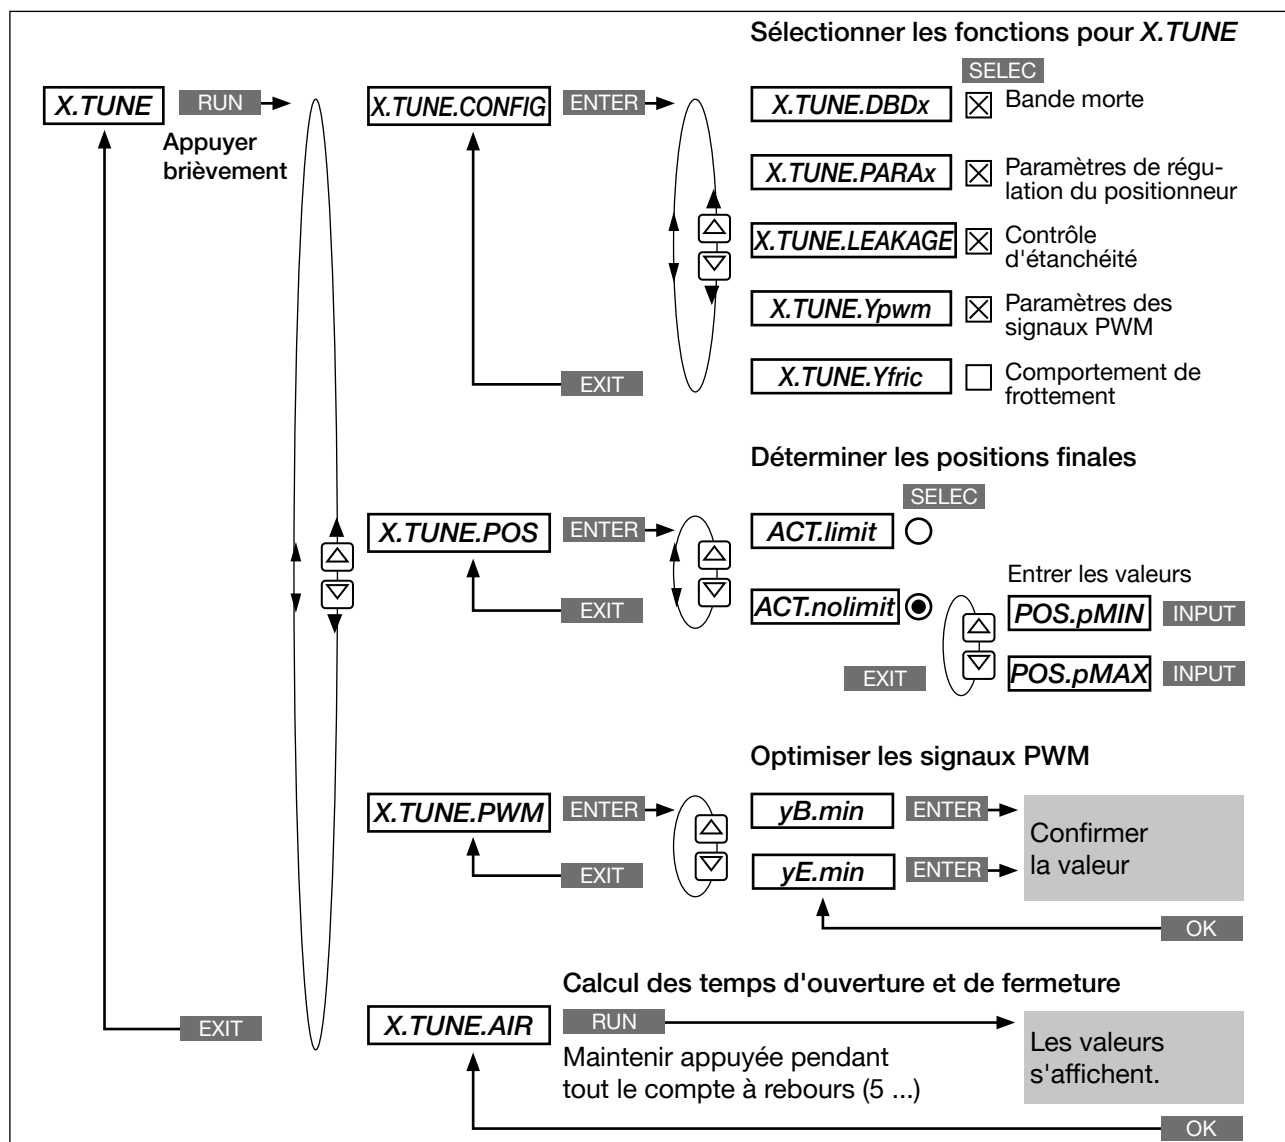 Sélectionner les fonctions pour X.TUNE
SELEC
X.TUNE
RUN
Appuyer
brièvement
X.TUNE.CONFIG
ENTER
X.TUNE.DBDx
Bande morte
X.TUNE.PARAx
Paramètres de régu-
lation du positionneur
X.TUNE.LEAKAGE
Contrôle
d'étanchéité
X.TUNE.Ypwm
Paramètres des
signaux PWM
EXIT
X.TUNE.Yfric
Comportement de
frottement
Déterminer les positions finales
SELEC
X.TUNE.POS
ENTER
ACT.limit
EXIT
ACT.nolimit
Entrer les valeurs
POS.pMIN
INPUT
EXIT
POS.pMAX
INPUT
Optimiser les signaux PWM
X.TUNE.PWM
ENTER
yB.min
ENTER
Confirmer
la valeur
EXIT
yE.min
ENTER
OK
Calcul des temps d'ouverture et de fermeture
EXIT
X.TUNE.AIR
RUN
Maintenir appuyée pendant
tout le compte à rebours (5 ...)
Les valeurs
s'affichent.
OK